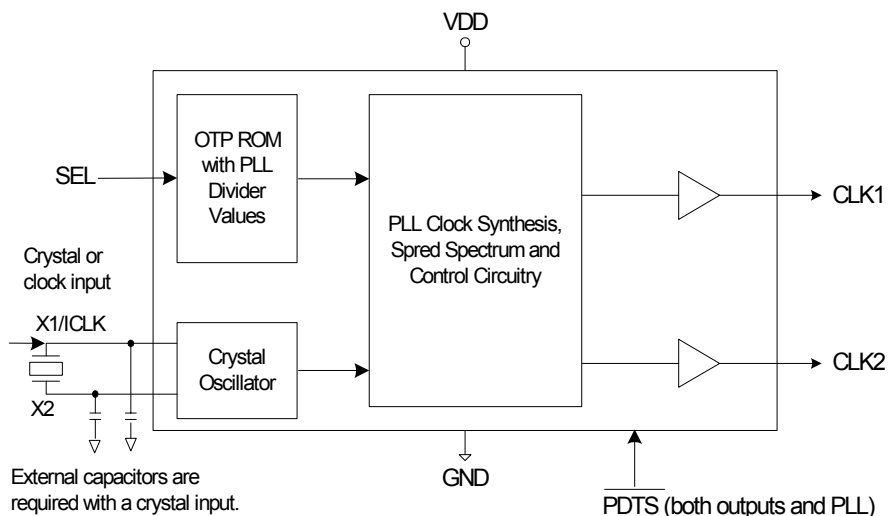 VDD
OTP ROM
with PLL
Divider
Values
SEL
PLL Clock Synthesis,
Spred Spectrum and
Control Circuitry
CLK1
Crystal or
clock input
X1/ICLK
Crystal
Oscillator
X2
CLK2
External capacitors are
required with a crystal input.
GND
PDTS (both outputs and PLL)